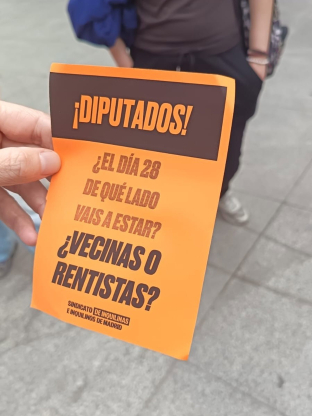 ¡DIPUTADOS!
¿EL DÍA 28
DE QUÉ LADO
VAIS A ESTAR?
¿VECINAS O
RENTISTAS?
SINDICATO DE INQUILINAS
E INQUILINOS DE MADRID